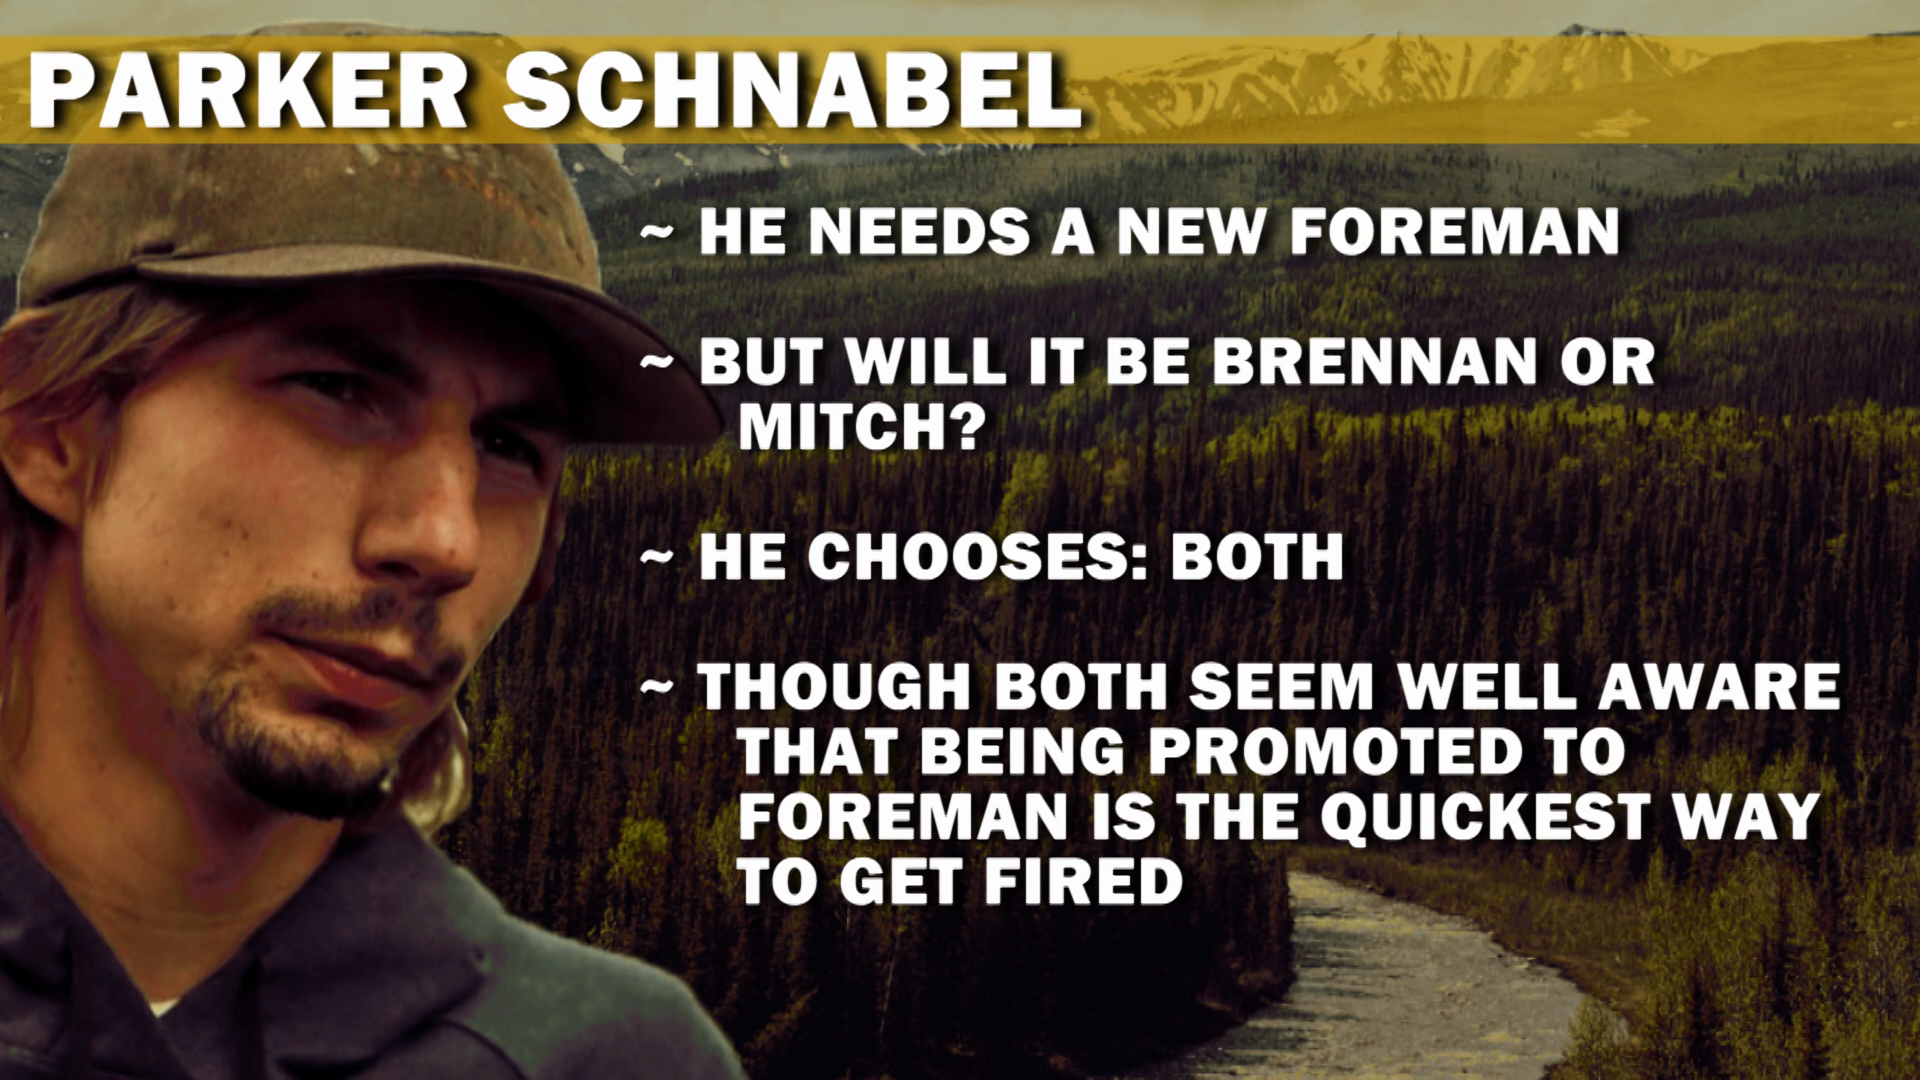 PARKER SCHNABEL
~ HE NEEDS A NEW FOREMAN
~ BUT WILL IT BE BRENNAN OR
MITCH?
~ HE CHOOSES: BOTH
~ THOUGH BOTH SEEM WELL AWARE
THAT BEING PROMOTED TO
FOREMAN IS THE QUICKEST WAY
TO GET FIRED